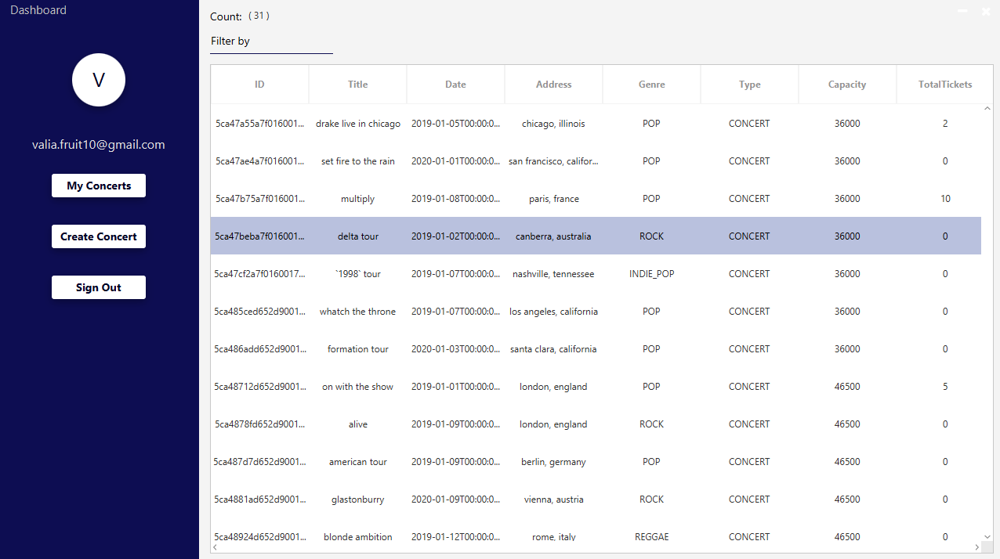 Dashboard
V
valia.fruit10@gmail.com
My Concerts
Create Concert
Sign Out
Count: ( 31 )
Filter by
ID Title Date Address Genre Type Capacity TotalTickets
5ca47a55a7f016001... drake live in chicago 2019-01-05T00:00:0... chicago, illinois POP CONCERT 36000 2
5ca47ae4a7f016001... set fire to the rain 2020-01-01T00:00:0... san francisco, califor... POP CONCERT 36000 0
5ca47b75a7f016001... multiply 2019-01-08T00:00:0... paris, france POP CONCERT 36000 10
5ca47beba7f016001... delta tour 2019-01-02T00:00:0... canberra, australia ROCK CONCERT 36000 0
5ca47cf2a7f0160017... `1998` tour 2019-01-07T00:00:0... nashville, tennessee INDIE_POP CONCERT 36000 0
5ca485ced652d9001... whatch the throne 2019-01-07T00:00:0... los angeles, california POP CONCERT 36000 0
5ca486add652d9001... formation tour 2020-01-03T00:00:0... santa clara, california POP CONCERT 36000 0
5ca48712d652d9001... on with the show 2019-01-01T00:00:0... london, england POP CONCERT 46500 5
5ca4878fd652d9001... alive 2019-01-09T00:00:0... london, england ROCK CONCERT 46500 0
5ca487d7d652d9001... american tour 2019-01-09T00:00:0... berlin, germany POP CONCERT 46500 0
5ca4881ad652d9001... glastonburry 2020-01-09T00:00:0... vienna, austria ROCK CONCERT 46500 0
5ca48924d652d9001... blonde ambition 2019-01-12T00:00:0... rome, italy REGGAE CONCERT 46500 0